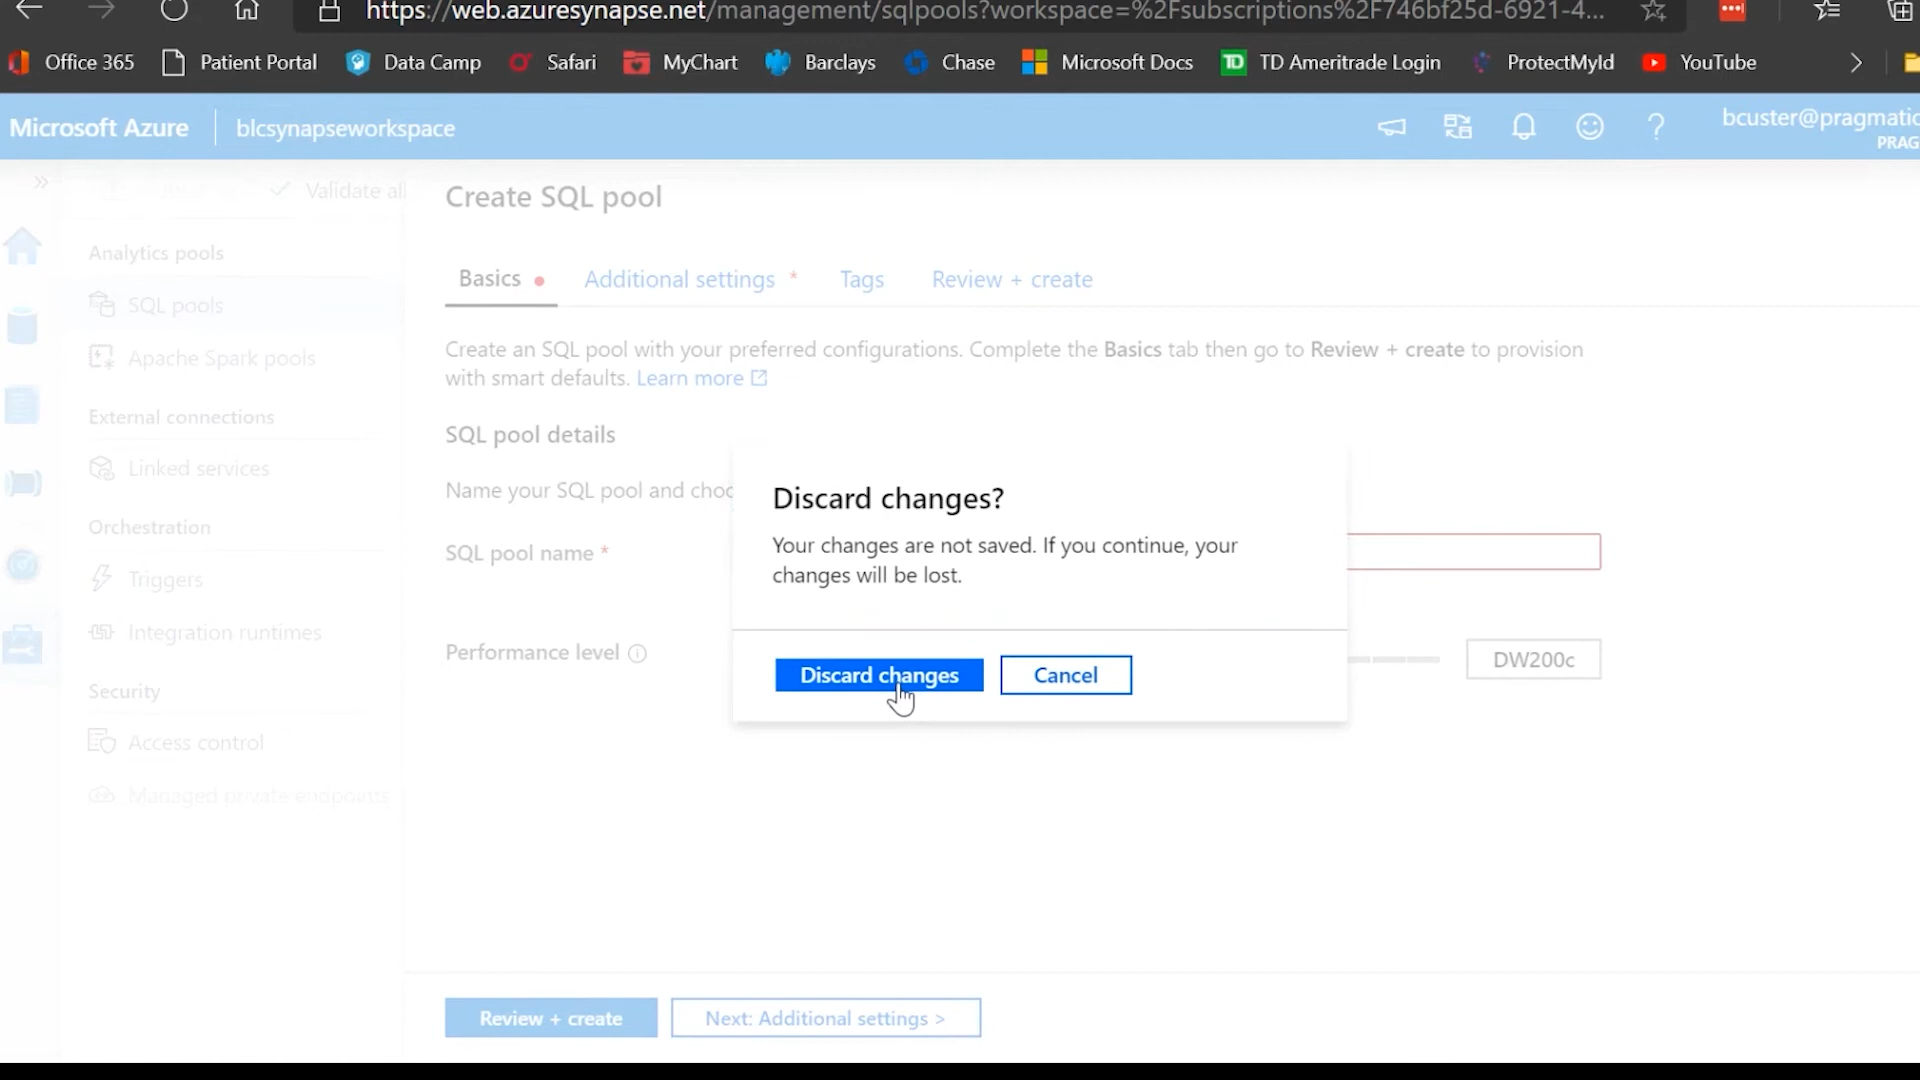 https://web.azuresynapse.net/management/sqlpools?workspace=%2Fsubscriptions%2F746bf25d-6921-4...
Office 365 Patient Portal Data Camp Safari MyChart Barclays Chase Microsoft Docs TD TD Ameritrade Login ProtectMyId YouTube
Microsoft Azure blcsynapseworkspace
bcuster@pragmatic
PRAG
Validate all
Create SQL pool
Analytics pools
SQL pools
Apache Spark pools
External connections
Linked services
Orchestration
Triggers
Integration runtimes
Security
Access control
Managed private endpoints
Basics Additional settings * Tags Review + create
Create an SQL pool with your preferred configurations. Complete the Basics tab then go to Review + create to provision
with smart defaults. Learn more
SQL pool details
Name your SQL pool and choo
SQL pool name *
Performance level
DW200c
Discard changes?
Your changes are not saved. If you continue, your
changes will be lost.
Discard changes Cancel
Review + create Next: Additional settings >